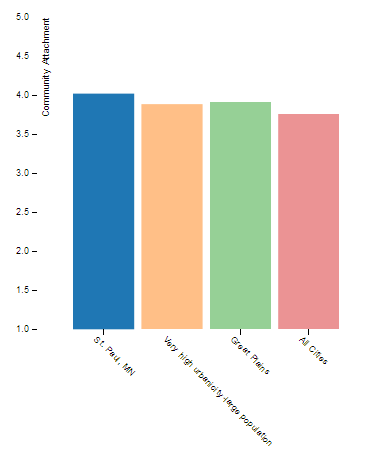 5.0
Community Attachment
4.5
4.0
3.5
3.0
2.5
2.0
1.5
1.0
St. Paul, MN
Very high urbanicity-large population
Great Plains
All Cities